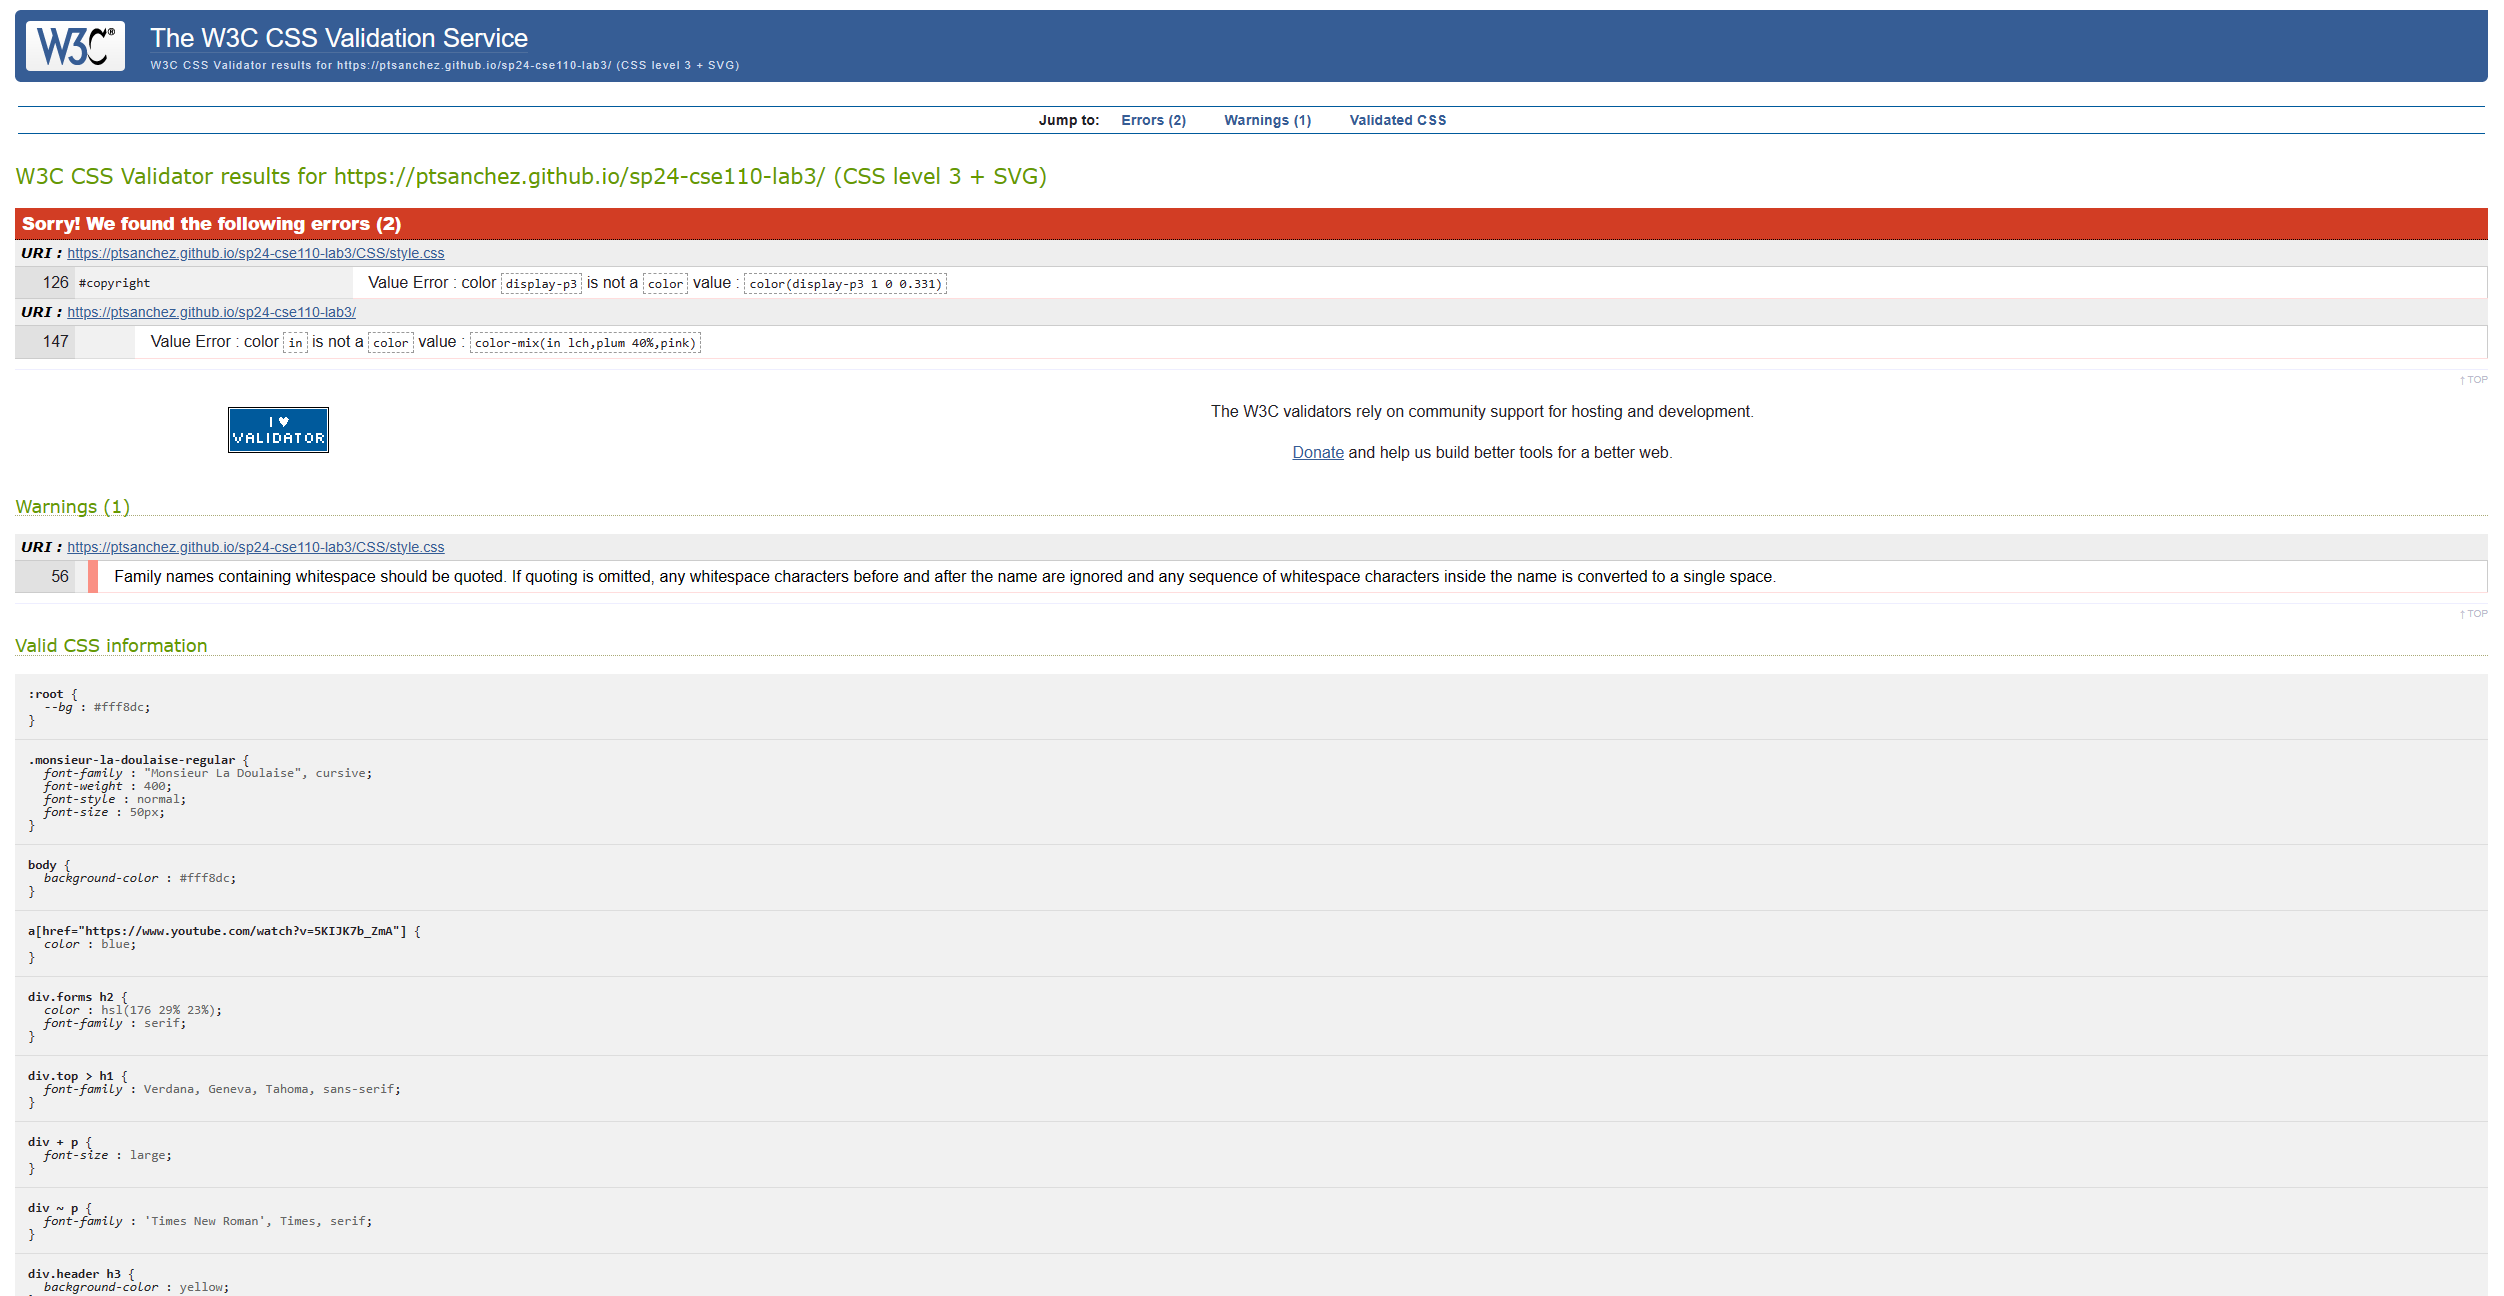 W3C®
The W3C CSS Validation Service
W3C CSS Validator results for https://ptsanchez.github.io/sp24-cse110-lab3/ (CSS level 3 + SVG)
Jump to: Errors (2) Warnings (1) Validated CSS
W3C CSS Validator results for https://ptsanchez.github.io/sp24-cse110-lab3/ (CSS level 3 + SVG)
Sorry! We found the following errors (2)
URI : https://ptsanchez.github.io/sp24-cse110-lab3/CSS/style.css
126 #copyright Value Error : color display-p3 is not a color value : color(display-p3 1 0 0.331)
URI : https://ptsanchez.github.io/sp24-cse110-lab3/
147 Value Error : color in is not a color value : color-mix(in lch,plum 40%,pink)
↑ TOP
I ♥
VALIDATOR
The W3C validators rely on community support for hosting and development.
Donate and help us build better tools for a better web.
Warnings (1)
URI : https://ptsanchez.github.io/sp24-cse110-lab3/CSS/style.css
56 Family names containing whitespace should be quoted. If quoting is omitted, any whitespace characters before and after the name are ignored and any sequence of whitespace characters inside the name is converted to a single space.
↑ TOP
Valid CSS information
:root {
--bg : #fff8dc;
}
.monsieur-la-doulaise-regular {
font-family : "Monsieur La Doulaise", cursive;
font-weight : 400;
font-style : normal;
font-size : 50px;
}
body {
background-color : #fff8dc;
}
a[href="https://www.youtube.com/watch?v=5KIJK7b_ZmA"] {
color : blue;
}
div.forms h2 {
color : hsl(176 29% 23%);
font-family : serif;
}
div.top > h1 {
font-family : Verdana, Geneva, Tahoma, sans-serif;
}
div + p {
font-size : large;
}
div ~ p {
font-family : 'Times New Roman', Times, serif;
}
div.header h3 {
background-color : yellow;